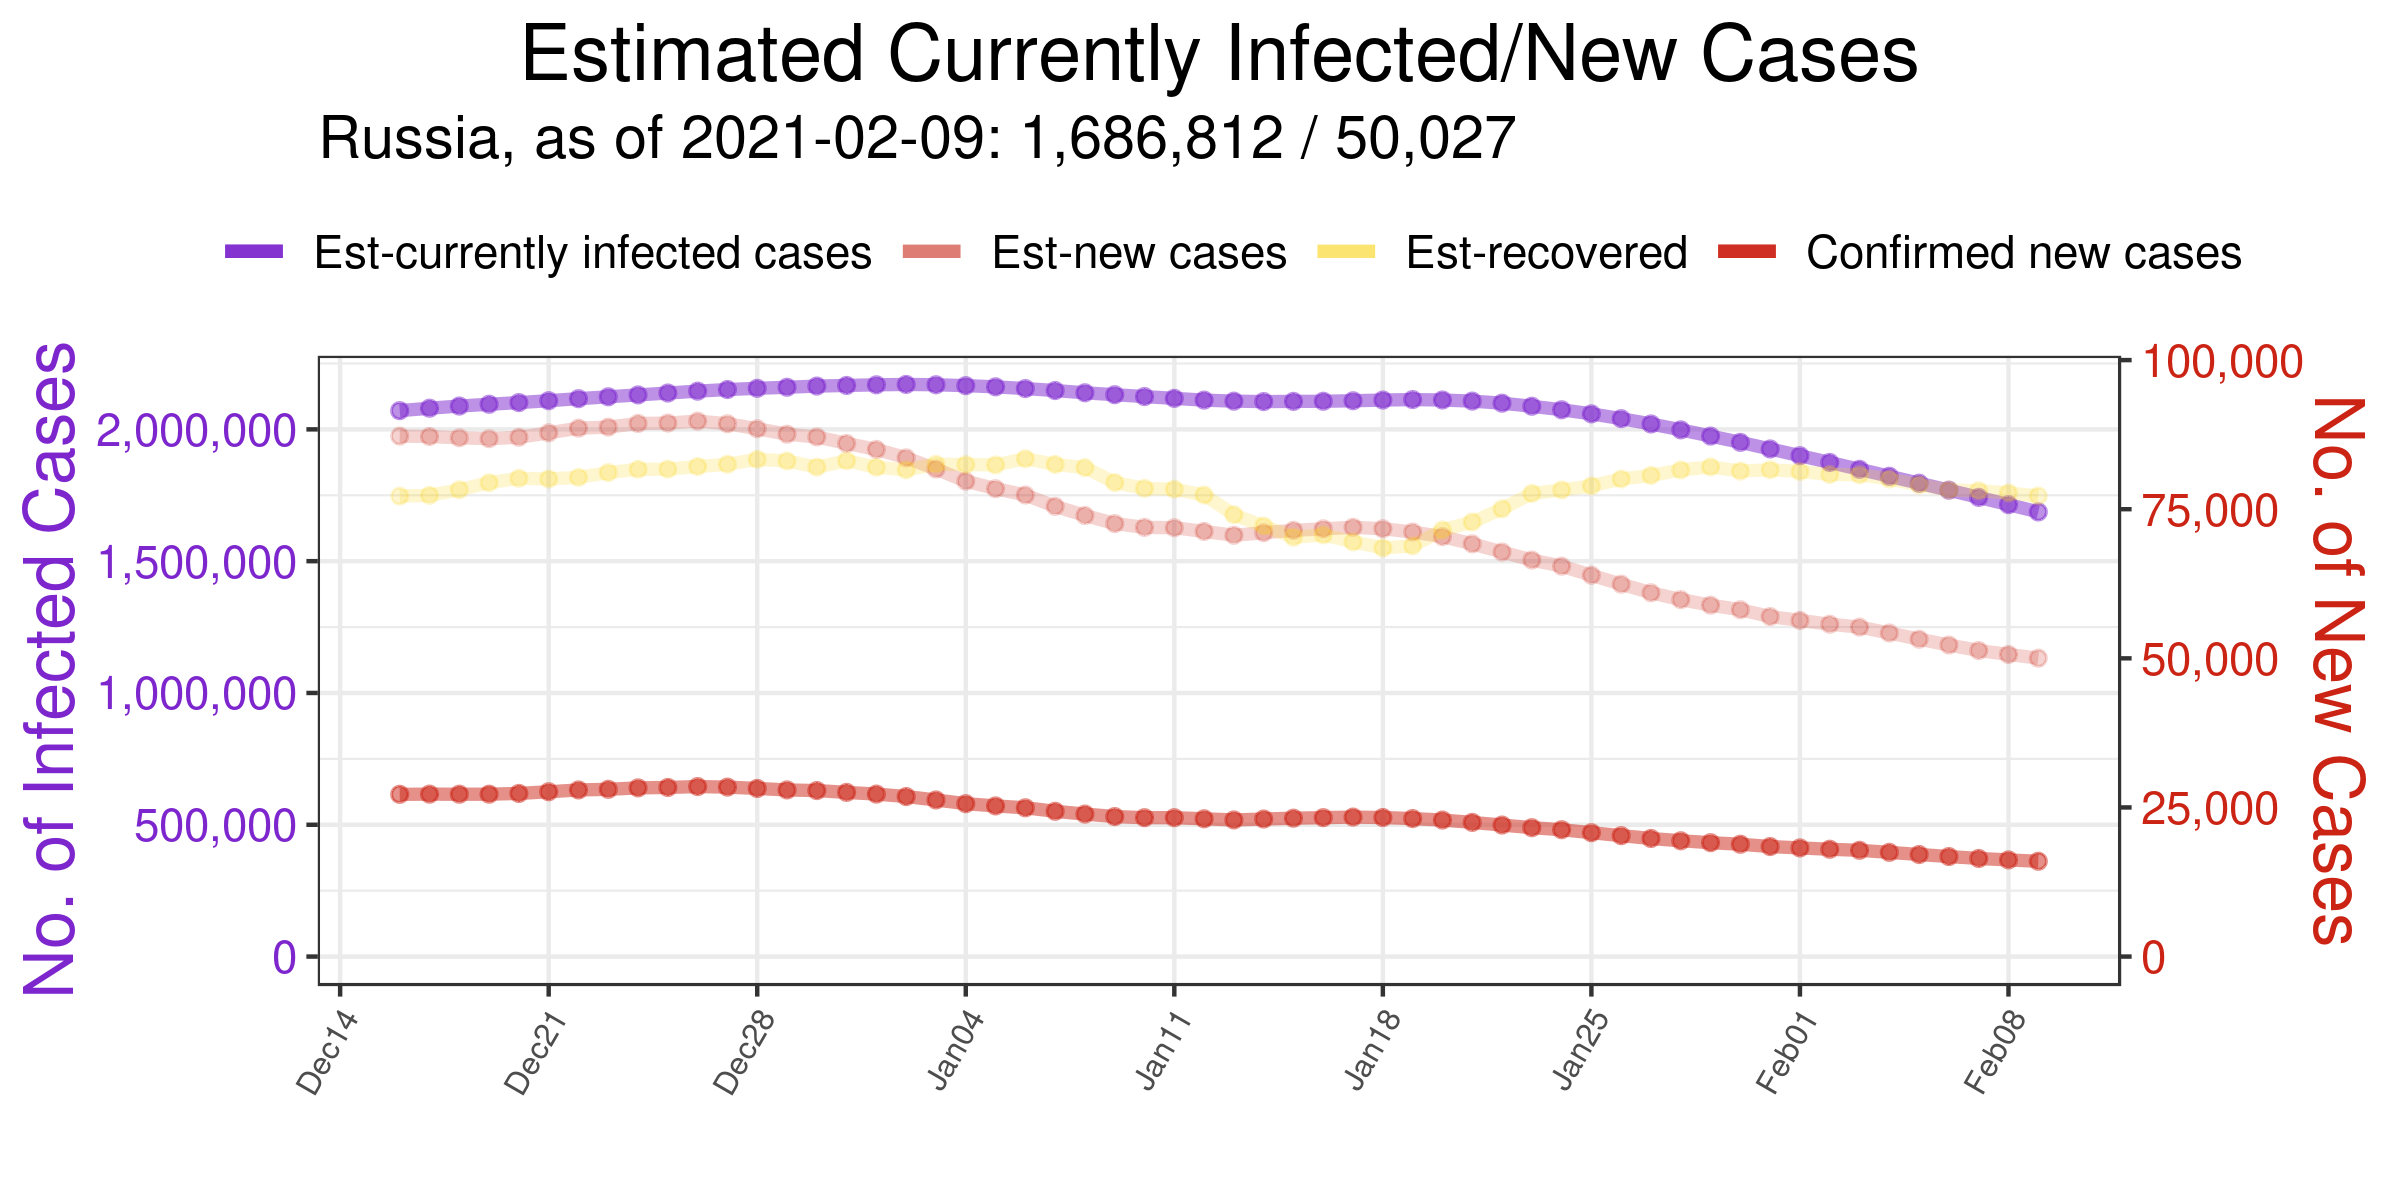 Estimated Currently Infected/New Cases
Russia, as of 2021-02-09: 1,686,812 / 50,027
Est-currently infected cases Est-new cases Est-recovered Confirmed new cases
No. of Infected Cases
2,000,000
1,500,000
1,000,000
500,000
0
100,000
75,000
50,000
25,000
0
No. of New Cases
Dec14 Dec21 Dec28 Jan04 Jan11 Jan18 Jan25 Feb01 Feb08